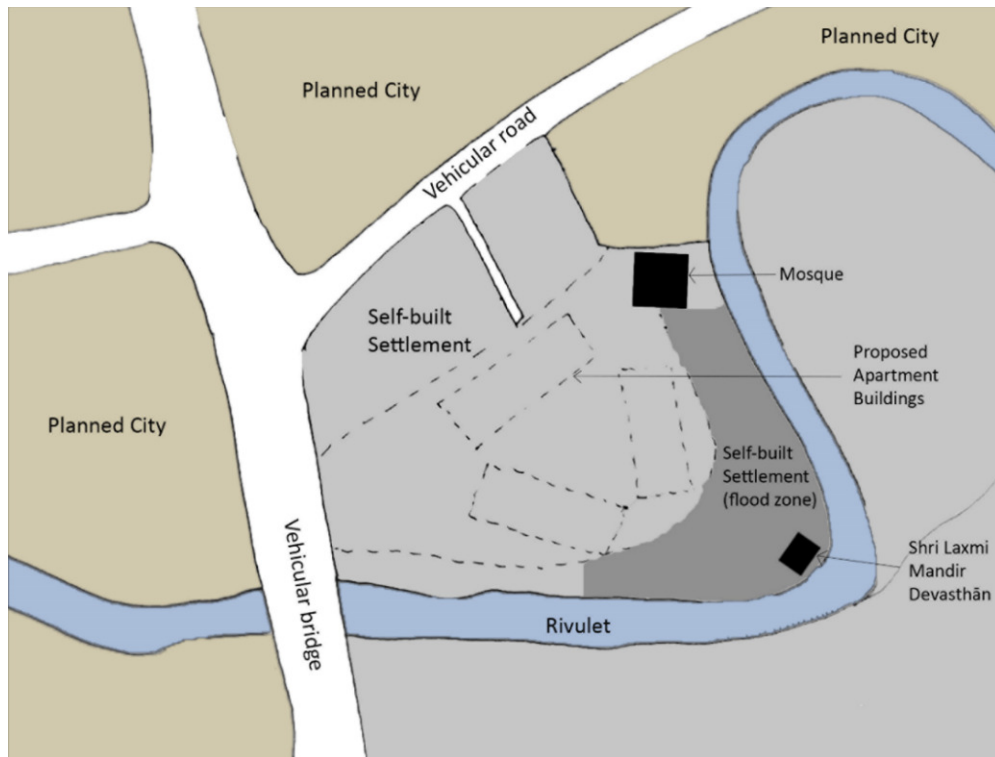 Planned City
Planned City
Vehicular road
Mosque
Self-built
Settlement
Proposed
Apartment
Buildings
Planned City
Self-built
Settlement
(flood zone)
Shri Laxmi
Mandir
Devasthān
Vehicular bridge
Rivulet